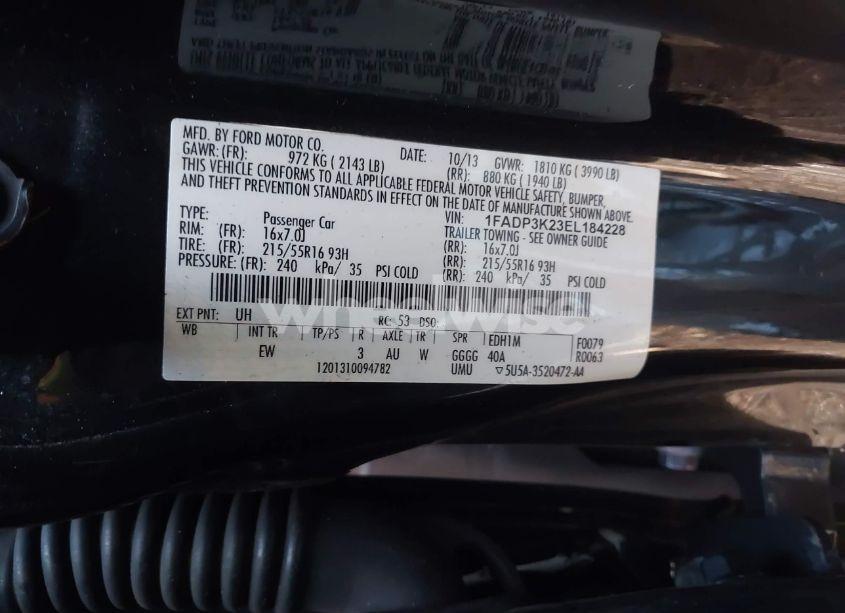 MFD. BY FORD MOTOR CO.
DATE: 10/13 GVWR: 1810 KG ( 3990 LB)
GAWR: (FR): 972 KG ( 2143 LB) (RR): 880 KG ( 1940 LB)
THIS VEHICLE CONFORMS TO ALL APPLICABLE FEDERAL MOTOR VEHICLE SAFETY, BUMPER,
AND THEFT PREVENTION STANDARDS IN EFFECT ON THE DATE OF MANUFACTURE SHOWN ABOVE.
VIN: 1FADP3K23EL184228
TYPE: Passenger Car TRAILER TOWING - SEE OWNER GUIDE
RIM: (FR): 16x7.0J (RR): 16x7.0J
TIRE: (FR): 215/55R16 93H (RR): 215/55R16 93H
PRESSURE: (FR): 240 kPa/ 35 PSI COLD (RR): 240 kPa/ 35 PSI COLD
wheelwise
EXT PNT: UH RC: 53 DSO:
WB INT TR TP/PS R AXLE TR SPR EDH1M F0079
EW 3 AU W GGGG 40A R0063
1201310094782 UMU ▽5U5A-3520472-AA